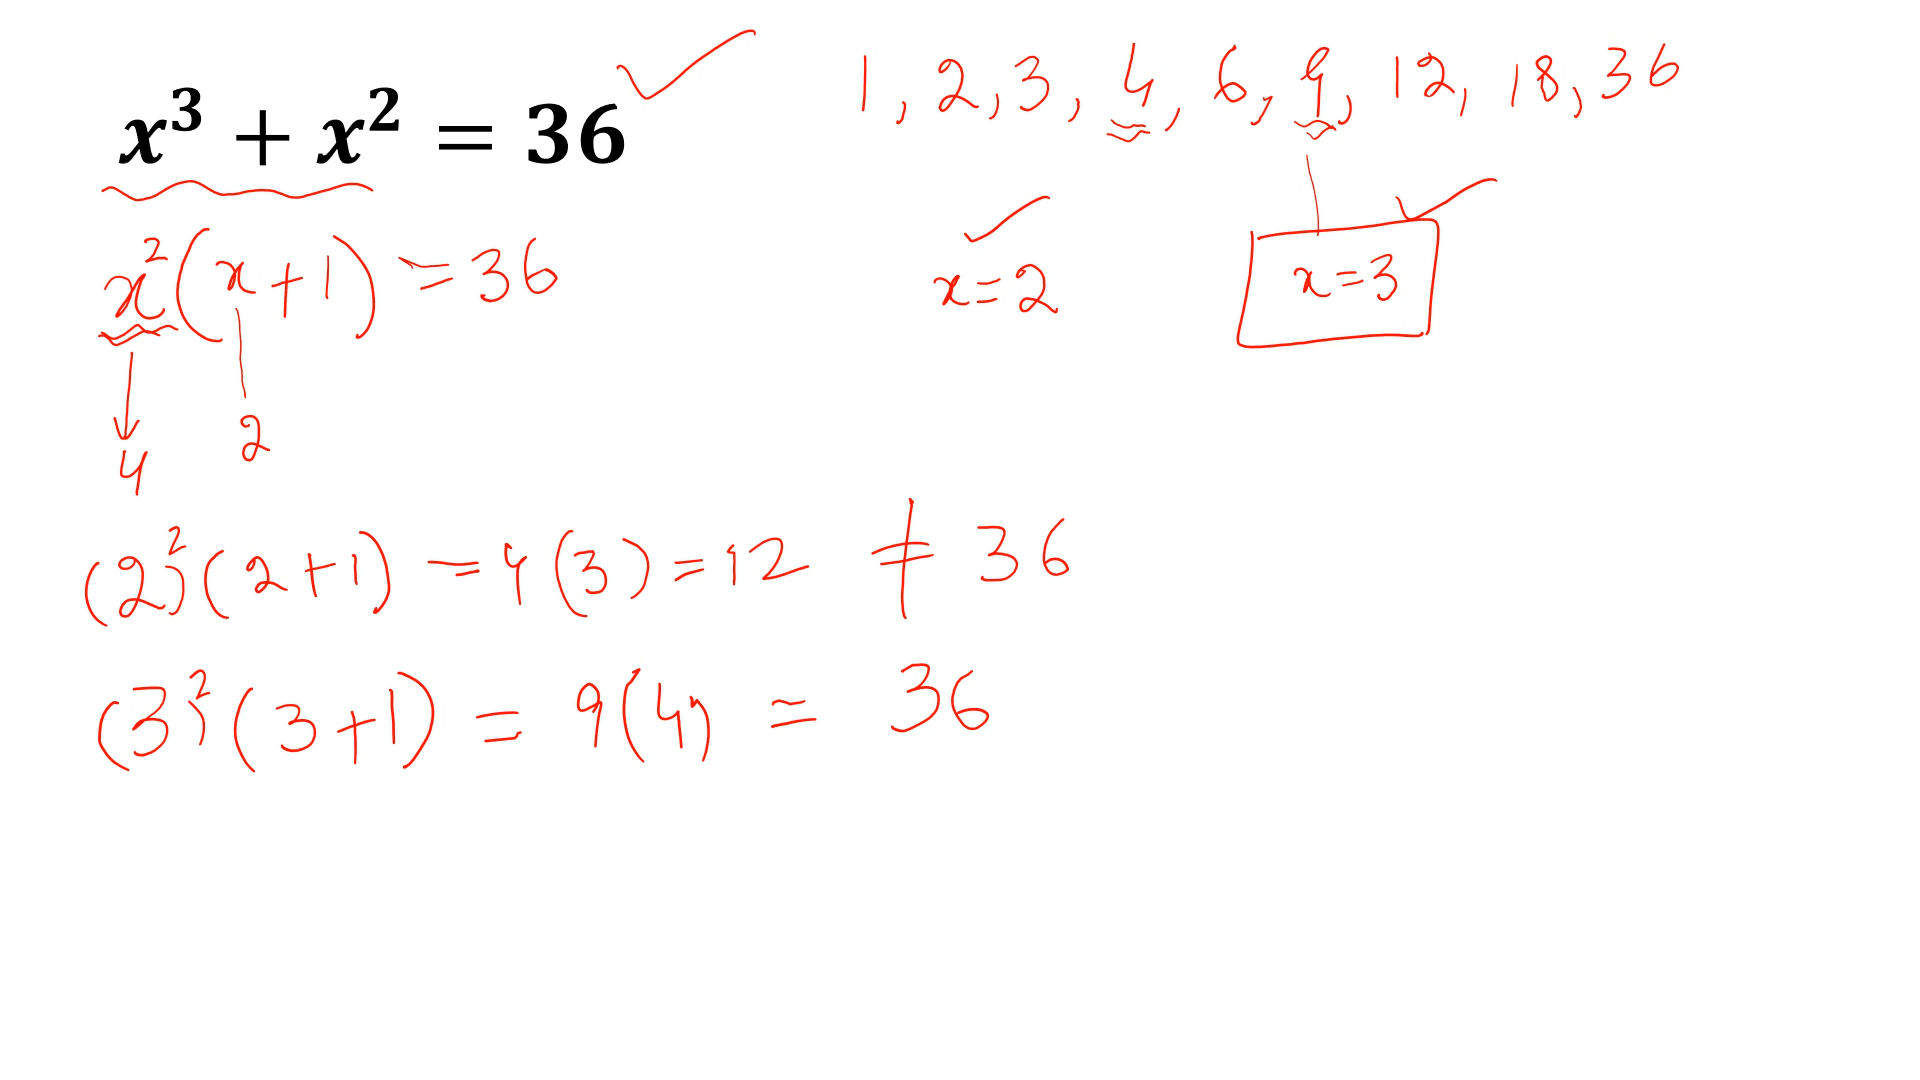 x³ + x² = 36
1, 2, 3, 4, 6, 9, 12, 18, 36
x²(x+1) = 36
x=2
x=3
4
2
(2)²(2+1) = 4(3) = 12 ≠ 36
(3)²(3+1) = 9(4) = 36